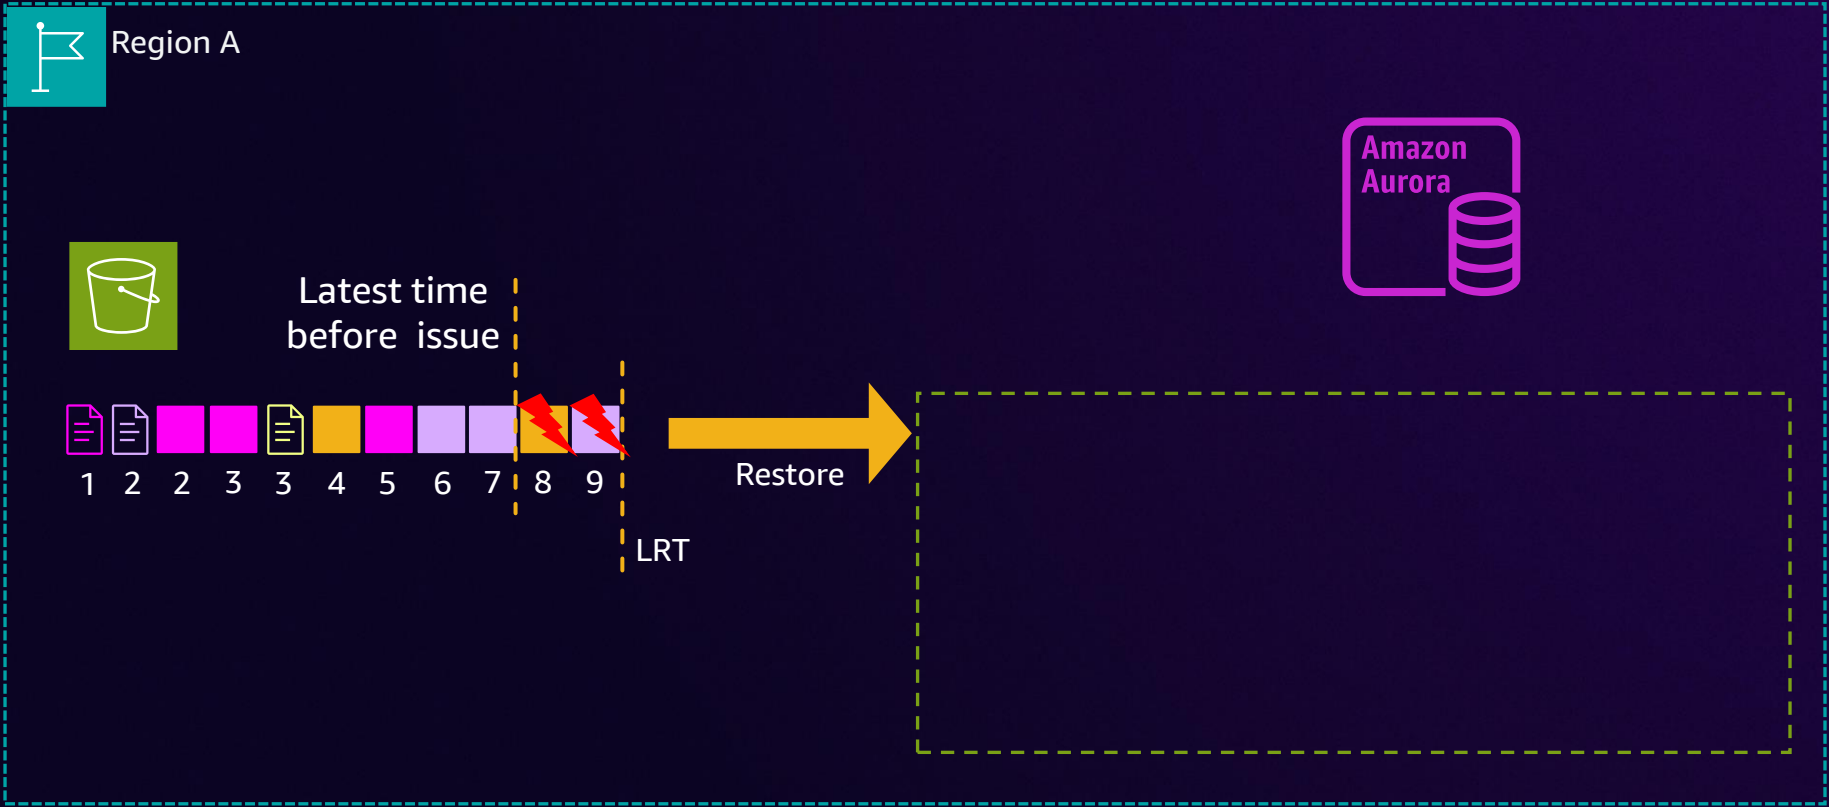 Region A
Amazon
Aurora
Latest time
before issue
1 2 2 3 3 4 5 6 7 8 9
Restore
LRT